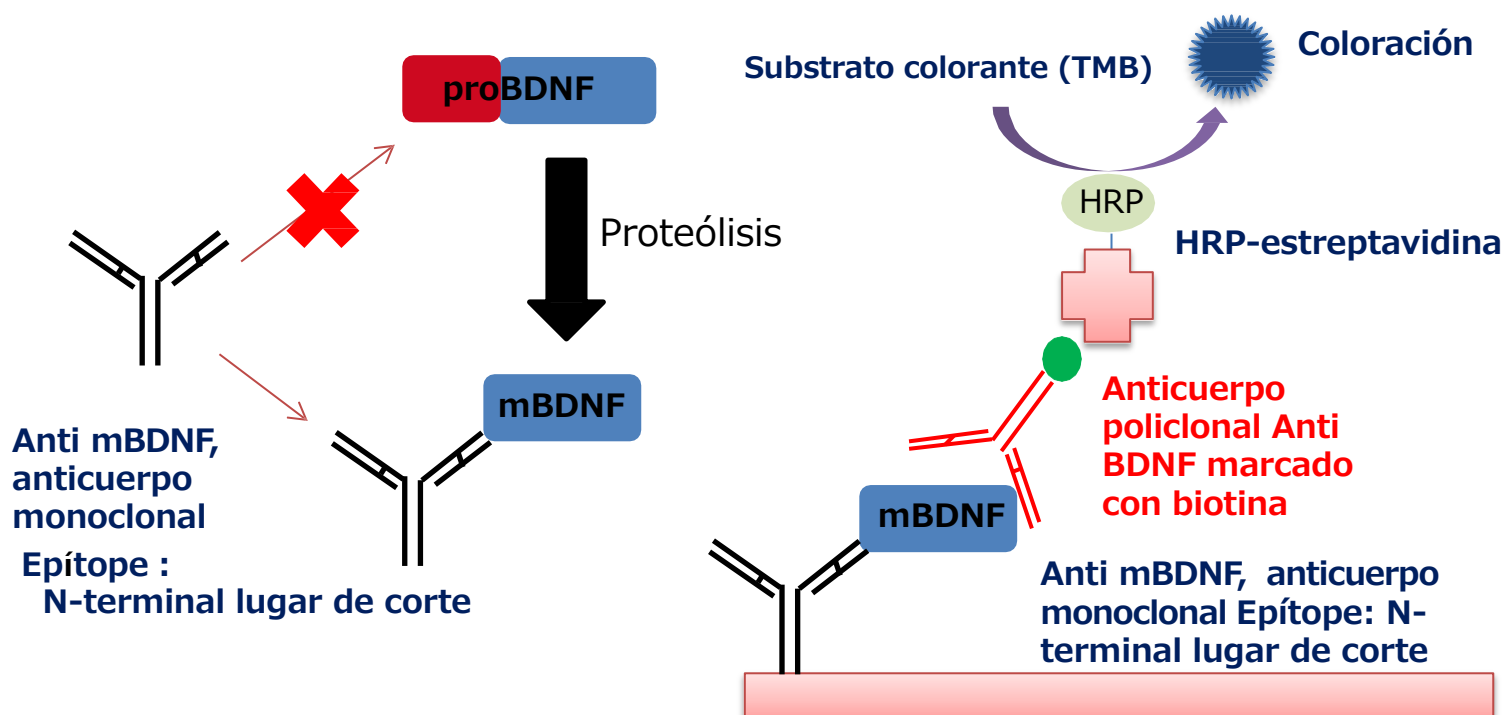 proBDNF
Proteólisis
mBDNF
Anti mBDNF,
anticuerpo
monoclonal
Epítope :
N-terminal lugar de corte
Substrato colorante (TMB)
Coloración
HRP
HRP-estreptavidina
Anticuerpo
policlonal Anti
BDNF marcado
con biotina
mBDNF
Anti mBDNF, anticuerpo
monoclonal Epítope: N-
terminal lugar de corte